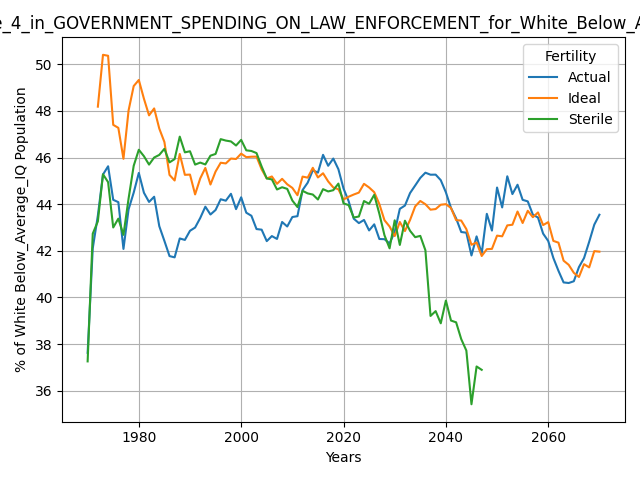 e_4_in_GOVERNMENT_SPENDING_ON_LAW_ENFORCEMENT_for_White_Below_A
Fertility
Actual
Ideal
Sterile
% of White Below_Average_IQ Population
50
48
46
44
42
40
38
36
1980
2000
2020
2040
2060
Years